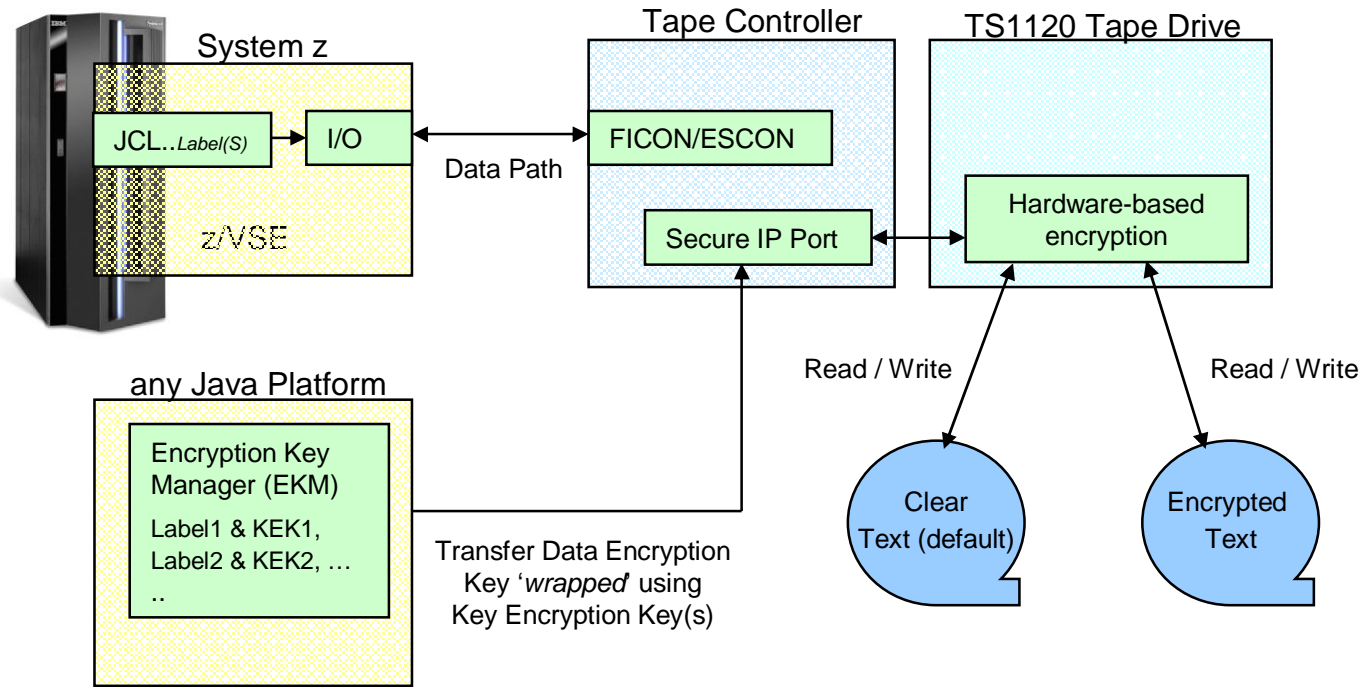 IBM
System z
Tape Controller
TS1120 Tape Drive
JCL..Label(S)
I/O
Data Path
FICON/ESCON
z/VSE
Secure IP Port
Hardware-based
encryption
Read / Write
Read / Write
any Java Platform
Encryption Key
Manager (EKM)
Label1 & KEK1,
Label2 & KEK2, …
..
Transfer Data Encryption
Key ‘wrapped’ using
Key Encryption Key(s)
Clear
Text (default)
Encrypted
Text